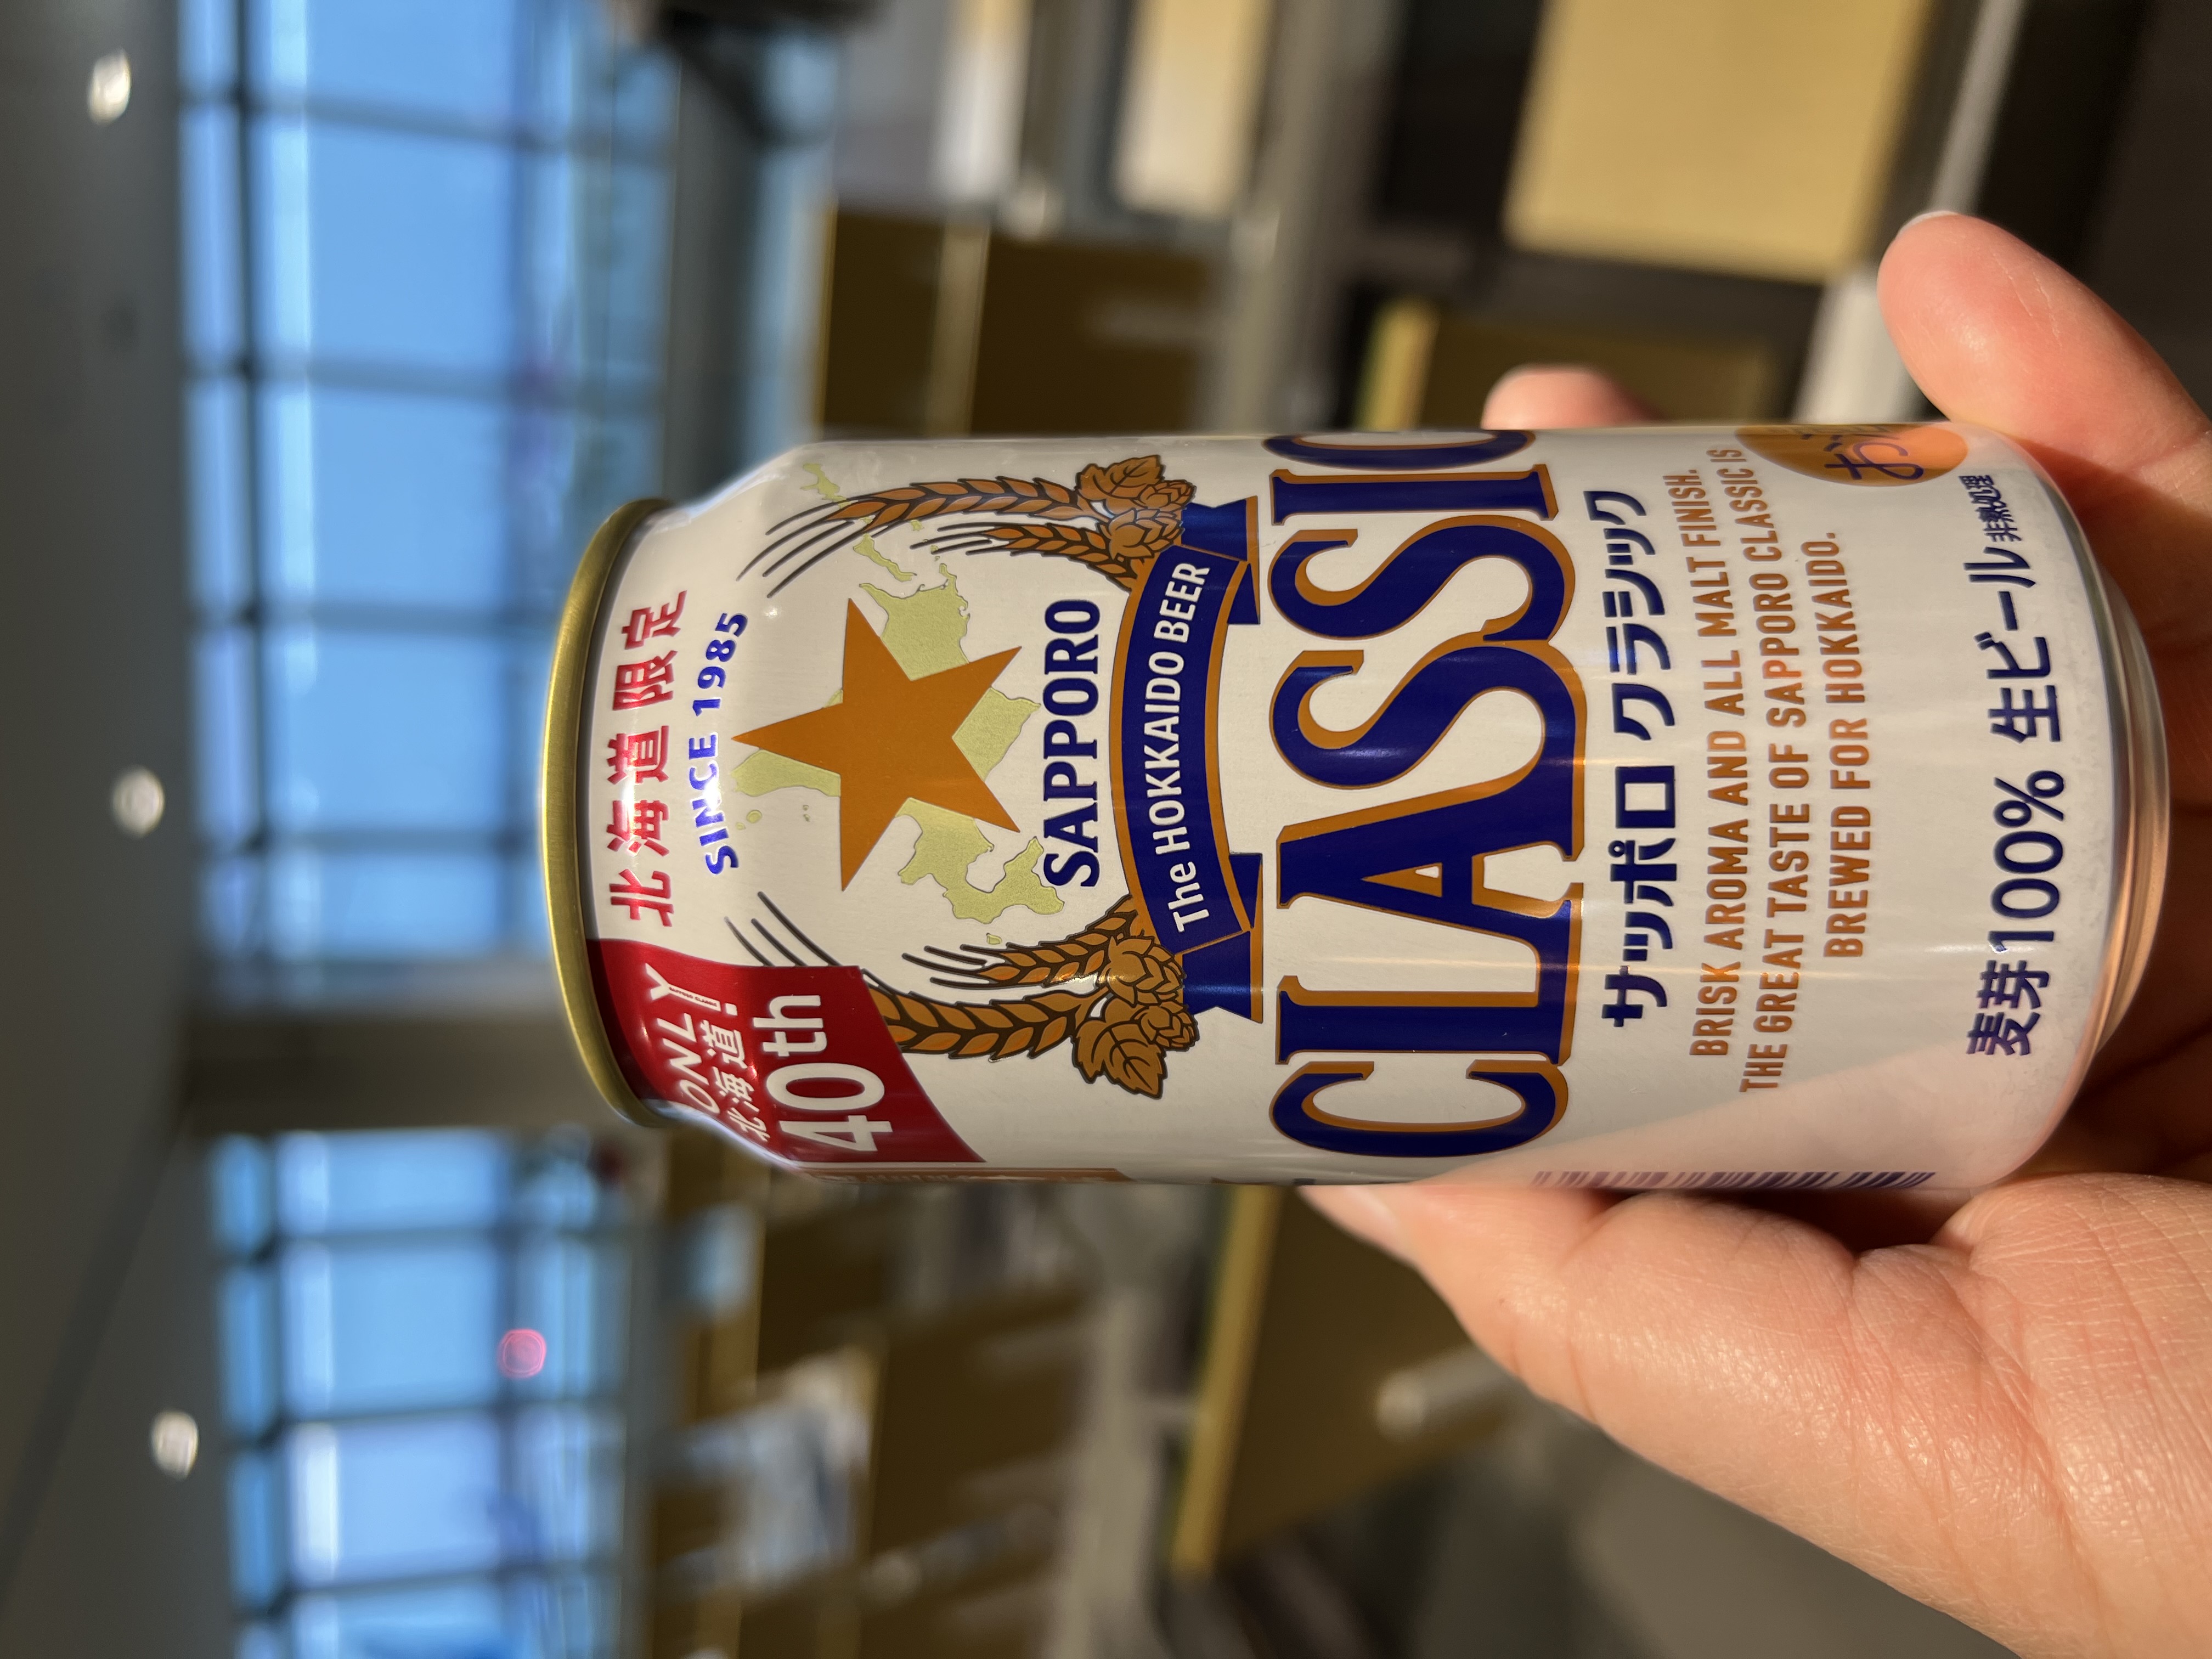 ONLY
北海道!
40th
北海道 限定
SINCE 1985
SAPPORO
The HOKKAIDO BEER
CLASSIC
サッポロ クラシック
BRISK AROMA AND ALL MALT FINISH.
THE GREAT TASTE OF SAPPORO CLASSIC IS
BREWED FOR HOKKAIDO.
麦芽100% 生ビール 非熱処理